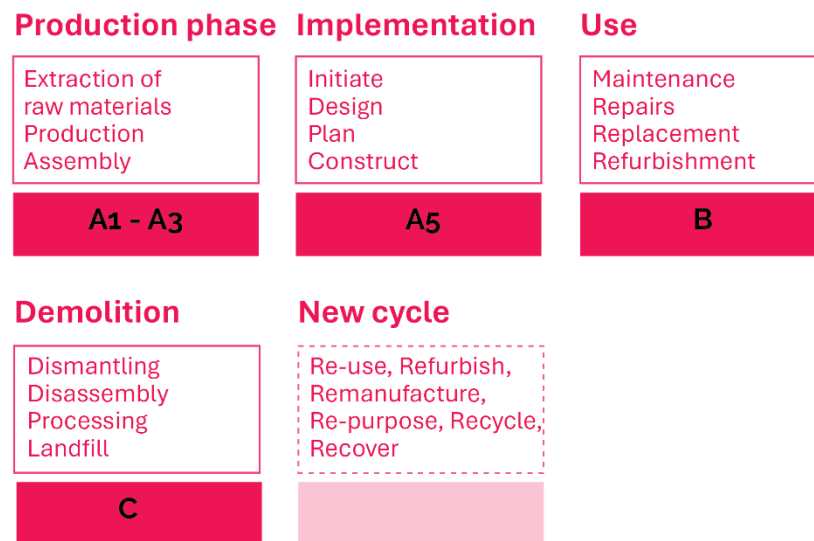 Production phase
Extraction of
raw materials
Production
Assembly
A1 - A3
Implementation
Initiate
Design
Plan
Construct
A5
Use
Maintenance
Repairs
Replacement
Refurbishment
B
Demolition
Dismantling
Disassembly
Processing
Landfill
C
New cycle
Re-use, Refurbish,
Remanufacture,
Re-purpose, Recycle,
Recover